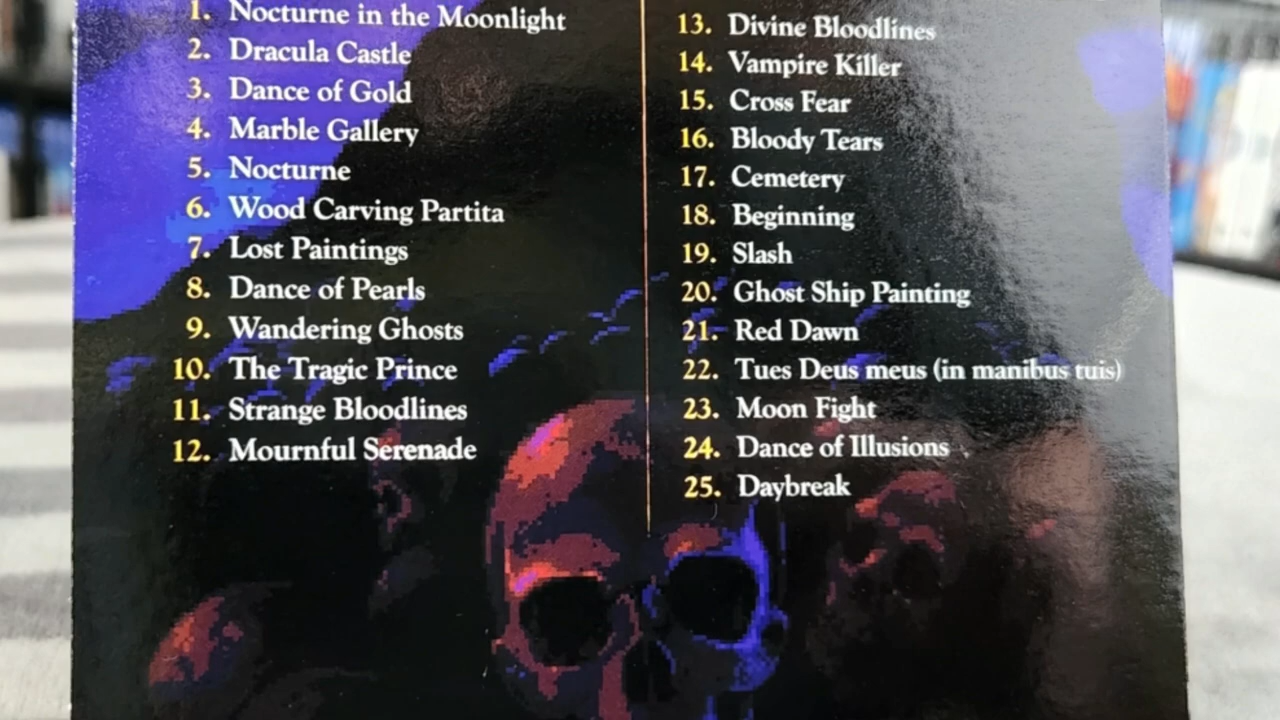 1. Nocturne in the Moonlight
2. Dracula Castle
3. Dance of Gold
4. Marble Gallery
5. Nocturne
6. Wood Carving Partita
7. Lost Paintings
8. Dance of Pearls
9. Wandering Ghosts
10. The Tragic Prince
11. Strange Bloodlines
12. Mournful Serenade
13. Divine Bloodlines
14. Vampire Killer
15. Cross Fear
16. Bloody Tears
17. Cemetery
18. Beginning
19. Slash
20. Ghost Ship Painting
21. Red Dawn
22. Tues Deus meus (in manibus tuis)
23. Moon Fight
24. Dance of Illusions
25. Daybreak